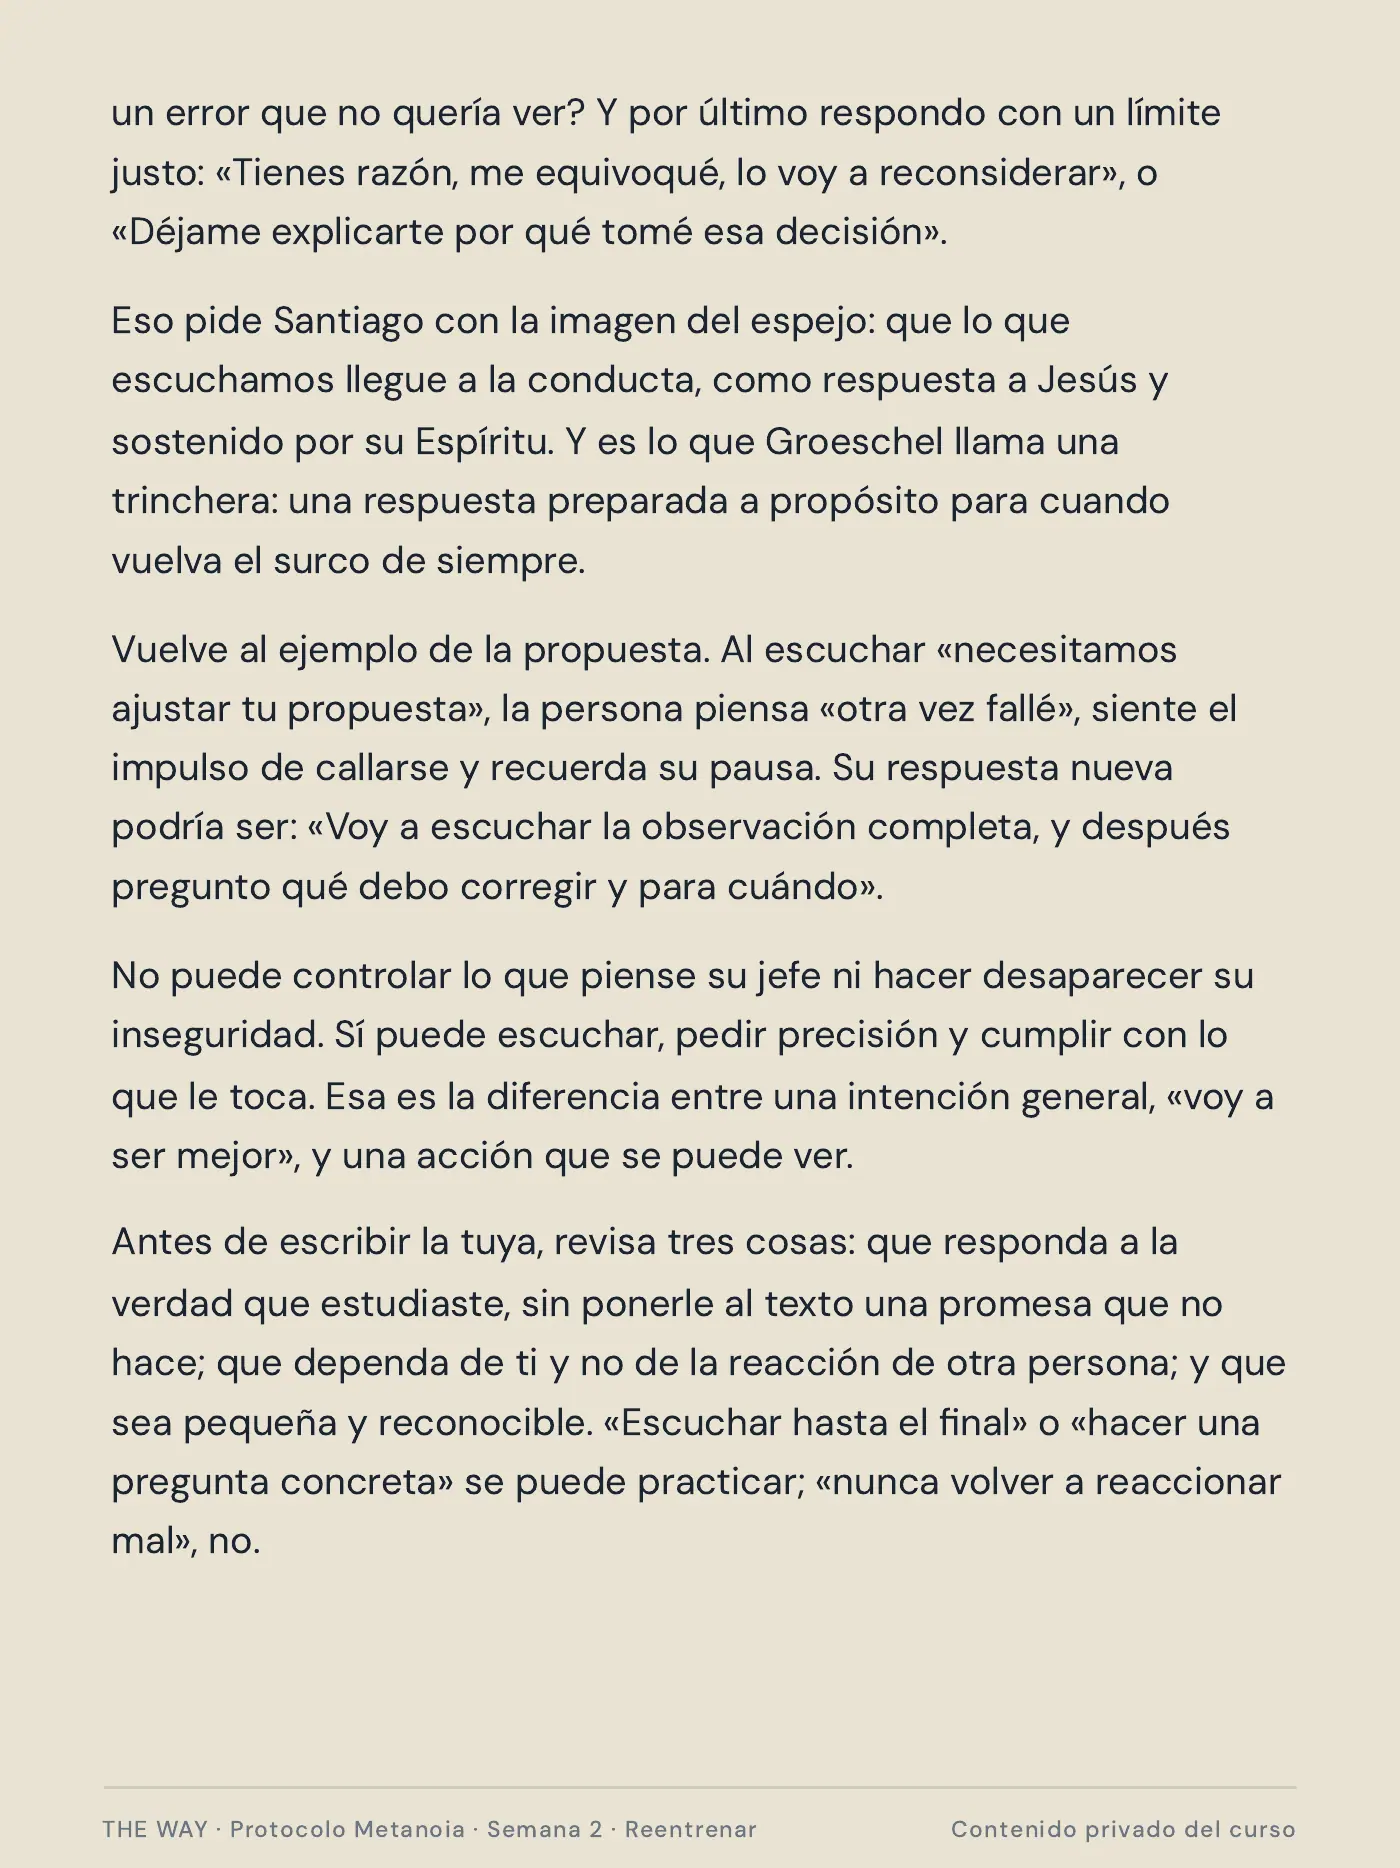 un error que no quería ver? Y por último respondo con un límite
justo: «Tienes razón, me equivoqué, lo voy a reconsiderar», o
«Déjame explicarte por qué tomé esa decisión».
Eso pide Santiago con la imagen del espejo: que lo que
escuchamos llegue a la conducta, como respuesta a Jesús y
sostenido por su Espíritu. Y es lo que Groeschel llama una
trinchera: una respuesta preparada a propósito para cuando
vuelva el surco de siempre.
Vuelve al ejemplo de la propuesta. Al escuchar «necesitamos
ajustar tu propuesta», la persona piensa «otra vez fallé», siente el
impulso de callarse y recuerda su pausa. Su respuesta nueva
podría ser: «Voy a escuchar la observación completa, y después
pregunto qué debo corregir y para cuándo».
No puede controlar lo que piense su jefe ni hacer desaparecer su
inseguridad. Sí puede escuchar, pedir precisión y cumplir con lo
que le toca. Esa es la diferencia entre una intención general, «voy a
ser mejor», y una acción que se puede ver.
Antes de escribir la tuya, revisa tres cosas: que responda a la
verdad que estudiaste, sin ponerle al texto una promesa que no
hace; que dependa de ti y no de la reacción de otra persona; y que
sea pequeña y reconocible. «Escuchar hasta el final» o «hacer una
pregunta concreta» se puede practicar; «nunca volver a reaccionar
mal», no.
THE WAY · Protocolo Metanoia · Semana 2 · Reentrenar
Contenido privado del curso